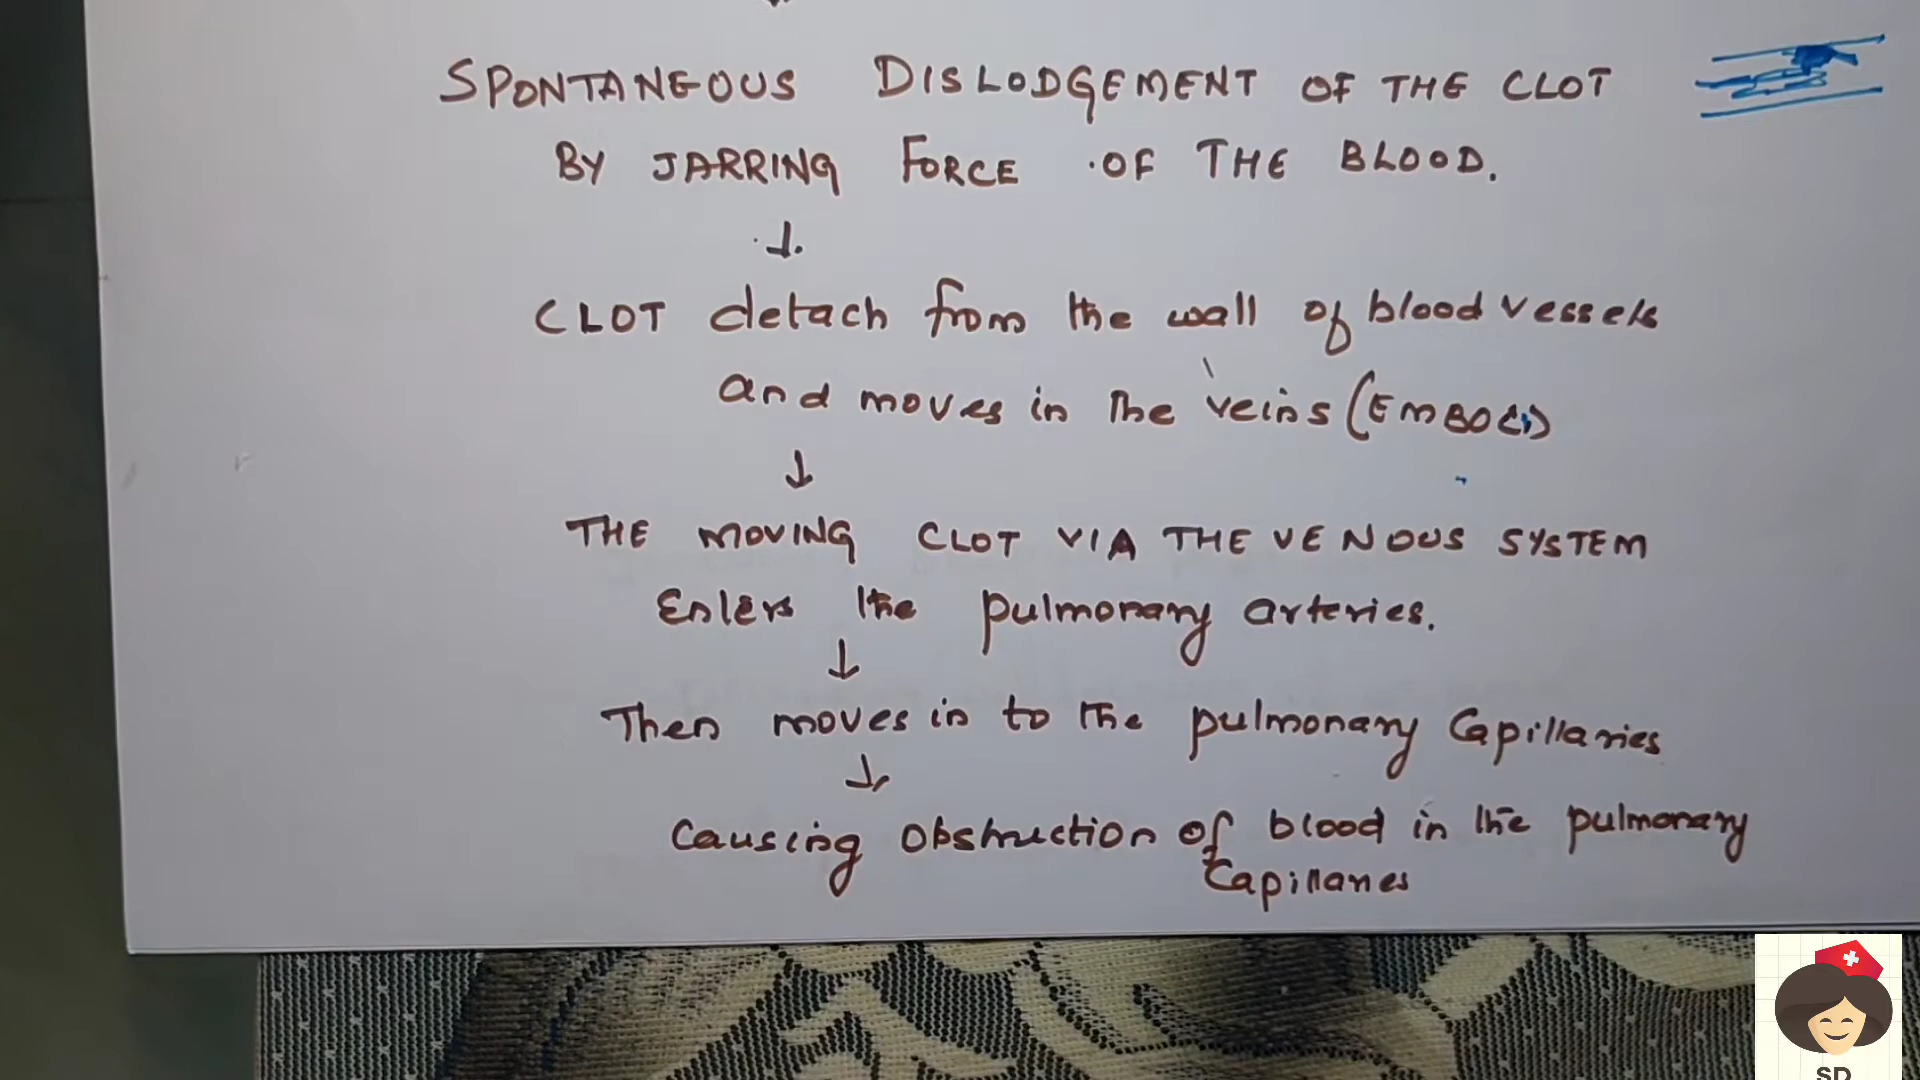 SPONTANEOUS DISLODGEMENT OF THE CLOT
BY JARRING FORCE OF THE BLOOD.
CLOT detach from the wall of blood vessels
and moves in the veins (EMBOLI)
THE MOVING CLOT VIA THE VENOUS SYSTEM
Enters the pulmonary arteries.
Then moves in to the pulmonary Capillaries
Causing Obstruction of blood in the pulmonary
Capillaries
SD